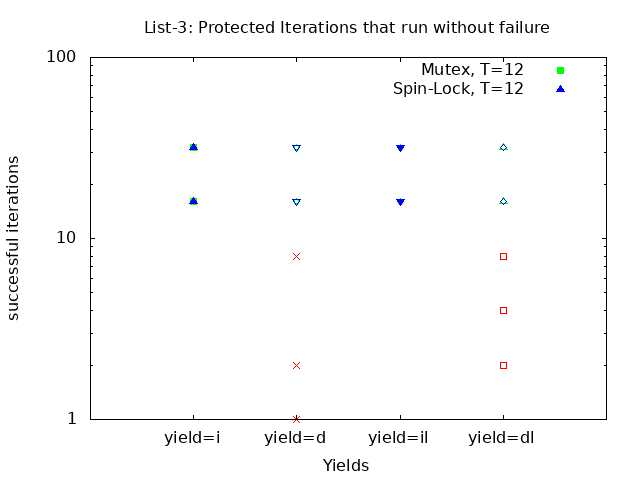 List-3: Protected Iterations that run without failure
100
Mutex, T=12
Spin-Lock, T=12
successful iterations
10
1
yield=i
yield=d
yield=il
yield=dl
Yields